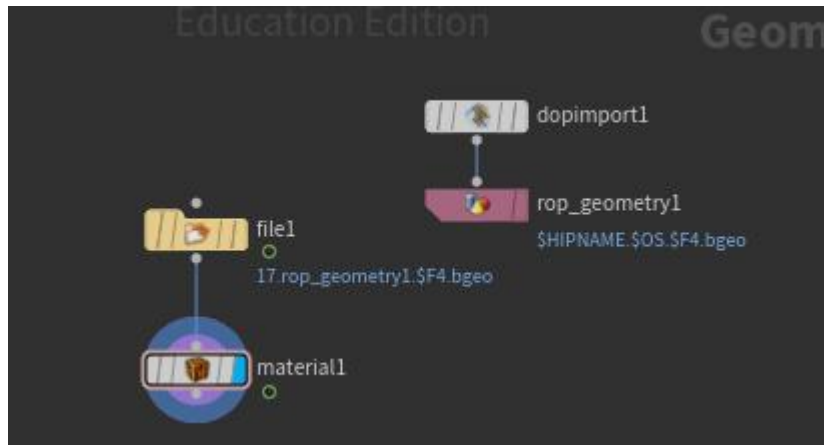 Education Edition
Geom
dopimport1
rop_geometry1
$HIPNAME.$OS.$F4.bgeo
file1
17.rop_geometry1.$F4.bgeo
material1